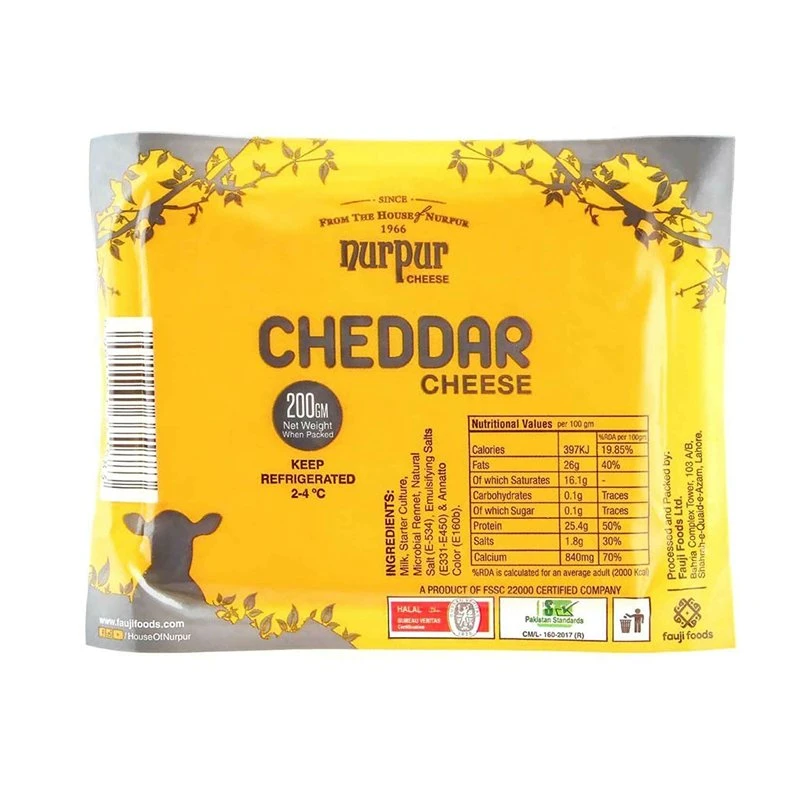 SINCE
FROM THE HOUSE of NURPUR
1966
nurpur
CHEESE
CHEDDAR
CHEESE
200GM
Net Weight
When Packed
KEEP
REFRIGERATED
2-4 °C
INGREDIENTS:
Milk, Starter Culture,
Microbial Rennet, Natural
Salt (E-534), Emulsifying Salts
(E331-E450) & Annatto
Color (E160b).
Nutritional Values per 100 gm
%RDA per 100gm
Calories 397KJ 19.85%
Fats 26g 40%
Of which Saturates 16.1g -
Carbohydrates 0.1g Traces
Of which Sugar 0.1g Traces
Protein 25.4g 50%
Salts 1.8g 30%
Calcium 840mg 70%
%RDA is calculated for an average adult (2000 Kcal)
Processed and Packed by:
Fauji Foods Ltd.
Bahria Complex Tower, 103 A/B,
Shahrah-e-Quaid-e-Azam, Lahore.
A PRODUCT OF FSSC 22000 CERTIFIED COMPANY
HALAL
BUREAU VERITAS
Certification
Pakistan Standards
CM/L- 160-2017 (R)
fauji foods
www.faujifoods.com
/HouseOfNurpur